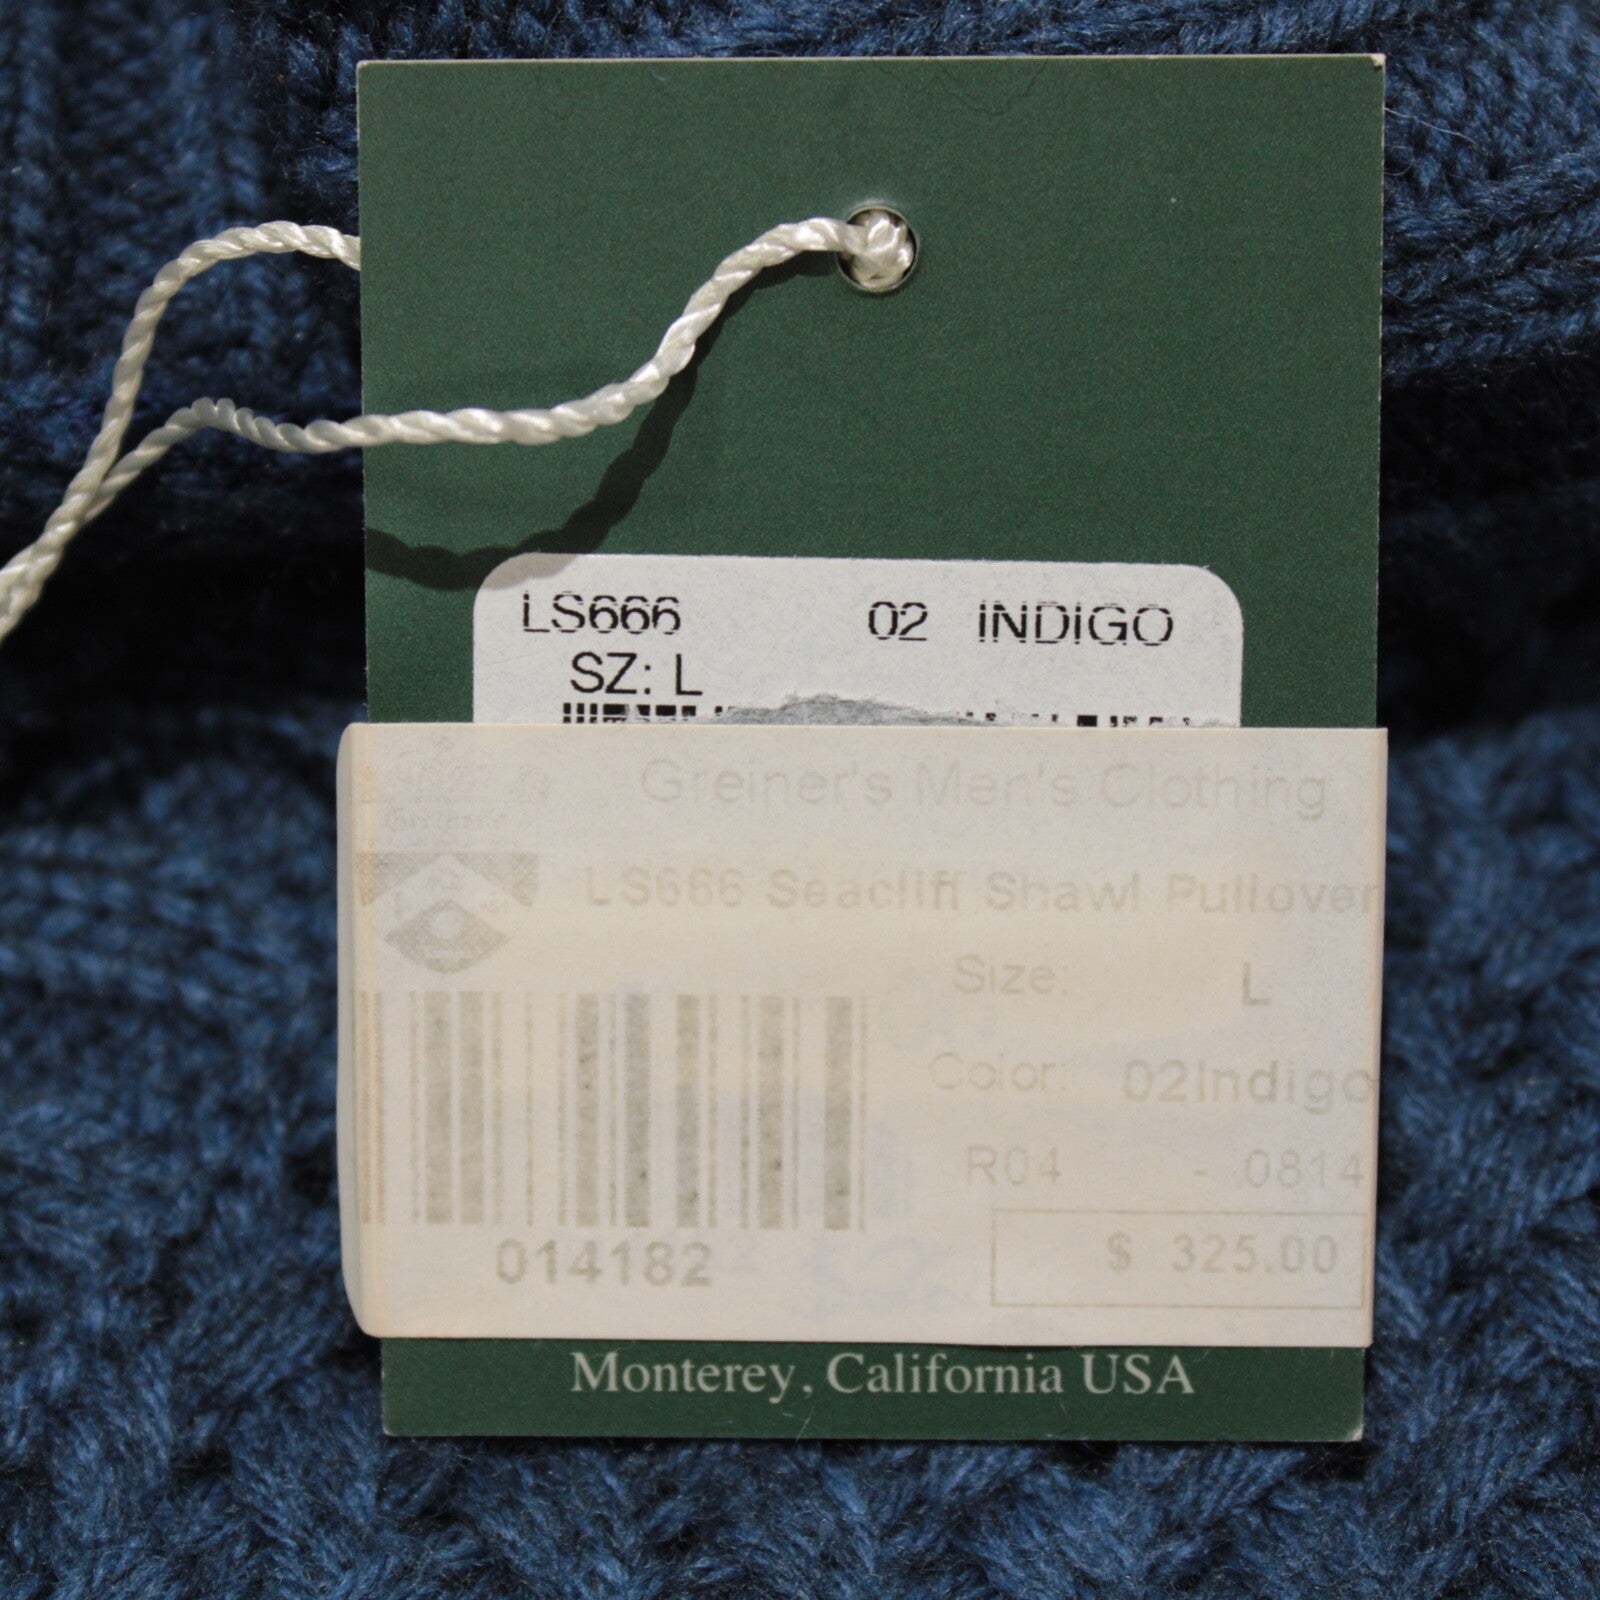 LS666 02 INDIGO
SZ: L
Greiner's Men's Clothing
LS666 Seacliff Shawl Pullover
Size: L
Color: 02Indigo
R04 - 0814
014182
$ 325.00
Monterey, California USA